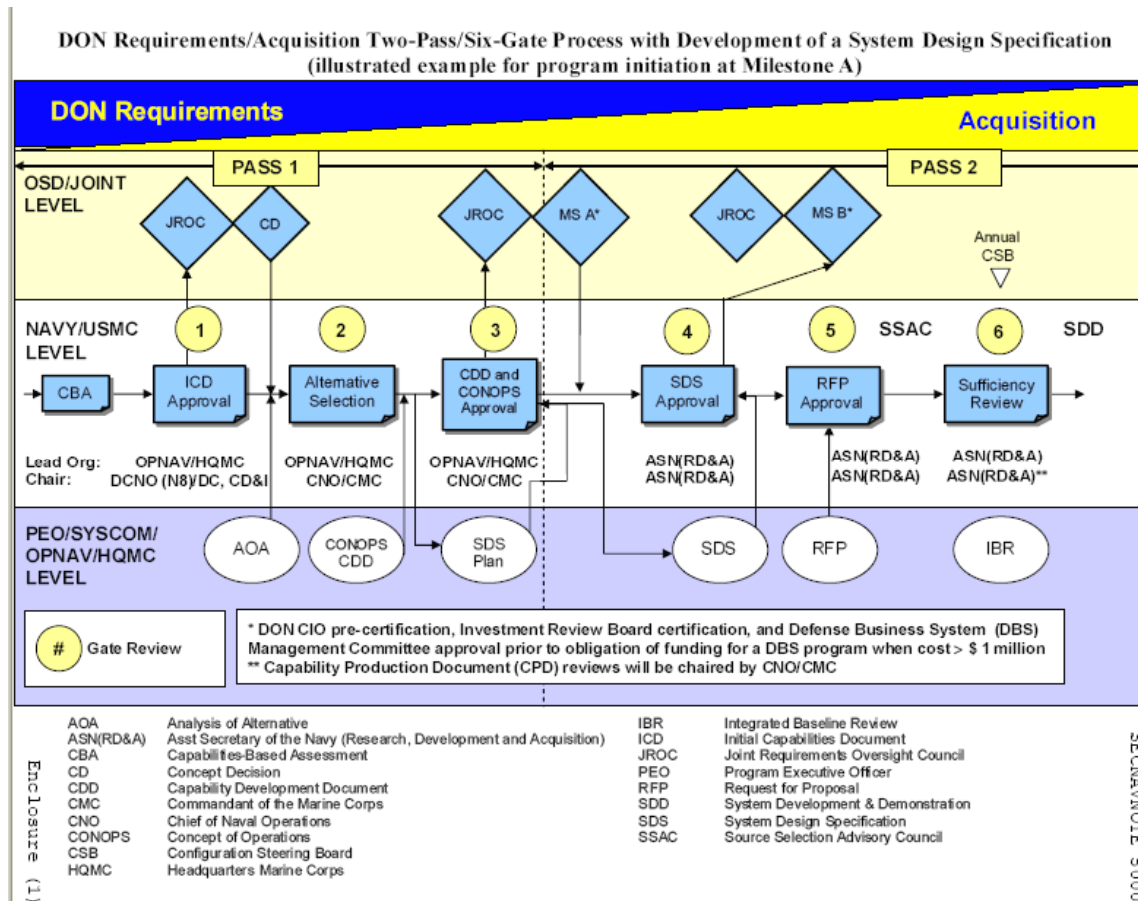 DON Requirements/Acquisition Two-Pass/Six-Gate Process with Development of a System Design Specification
(illustrated example for program initiation at Milestone A)
DON Requirements
Acquisition
PASS 1
PASS 2
OSD/JOINT
LEVEL
JROC
CD
JROC
MS A*
JROC
MS B*
Annual
CSB
NAVY/USMC
LEVEL
1
2
3
4
5
SSAC
6
SDD
CBA
ICD
Approval
Alternative
Selection
CDD and
CONOPS
Approval
SDS
Approval
RFP
Approval
Sufficiency
Review
Lead Org:
Chair:
OPNAV/HQMC
DCNO (N8)/DC, CD&I
OPNAV/HQMC
CNO/CMC
OPNAV/HQMC
CNO/CMC
ASN(RD&A)
ASN(RD&A)
ASN(RD&A)
ASN(RD&A)
ASN(RD&A)
ASN(RD&A)**
PEO/SYSCOM/
OPNAV/HQMC
LEVEL
AOA
CONOPS
CDD
SDS
Plan
SDS
RFP
IBR
# Gate Review
* DON CIO pre-certification, Investment Review Board certification, and Defense Business System (DBS)
Management Committee approval prior to obligation of funding for a DBS program when cost > $ 1 million
** Capability Production Document (CPD) reviews will be chaired by CNO/CMC
AOA Analysis of Alternative
ASN(RD&A) Asst Secretary of the Navy (Research, Development and Acquisition)
CBA Capabilities-Based Assessment
CD Concept Decision
CDD Capability Development Document
CMC Commandant of the Marine Corps
CNO Chief of Naval Operations
CONOPS Concept of Operations
CSB Configuration Steering Board
HQMC Headquarters Marine Corps
IBR Integrated Baseline Review
ICD Initial Capabilities Document
JROC Joint Requirements Oversight Council
PEO Program Executive Officer
RFP Request for Proposal
SDD System Development & Demonstration
SDS System Design Specification
SSAC Source Selection Advisory Council
Enclosure (1)